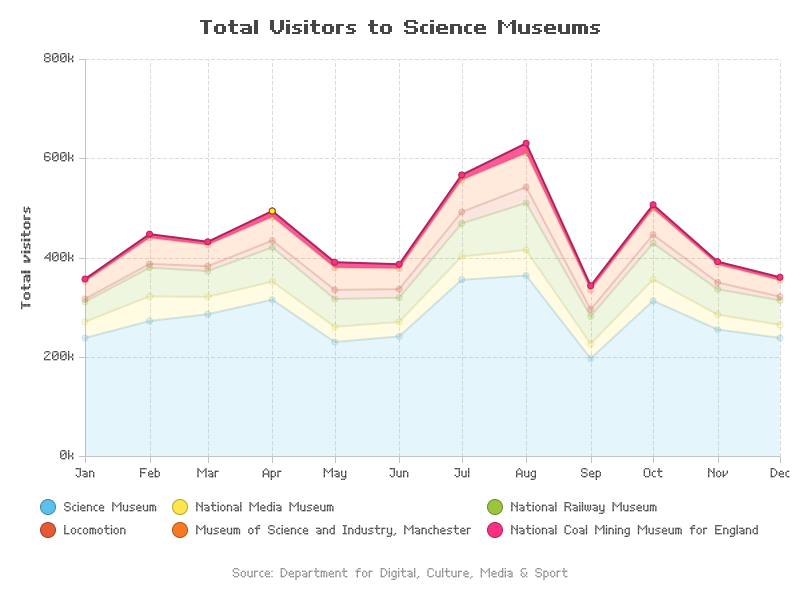 Total Visitors to Science Museums
800k
600k
400k
200k
0k
Total visitors
Jan Feb Mar Apr May Jun Jul Aug Sep Oct Nov Dec
Science Museum National Media Museum National Railway Museum
Locomotion Museum of Science and Industry, Manchester National Coal Mining Museum for England
Source: Department for Digital, Culture, Media & Sport